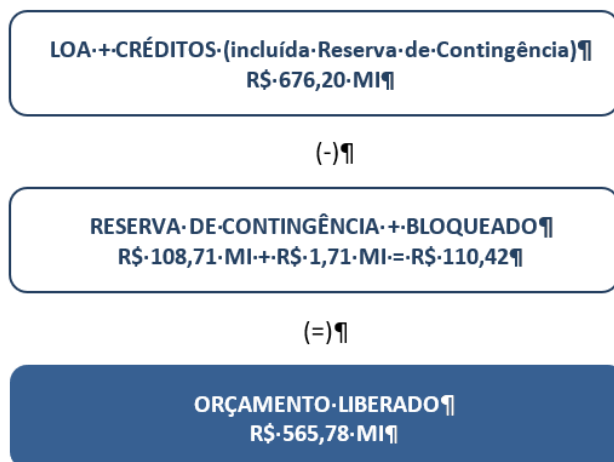 LOA·+·CRÉDITOS·(incluída·Reserva·de·Contingência)¶
R$·676,20·MI¶
(-)¶
RESERVA·DE·CONTINGÊNCIA·+·BLOQUEADO¶
R$·108,71·MI·+·R$·1,71·MI·=·R$·110,42¶
(=)¶
ORÇAMENTO·LIBERADO¶
R$·565,78·MI¶